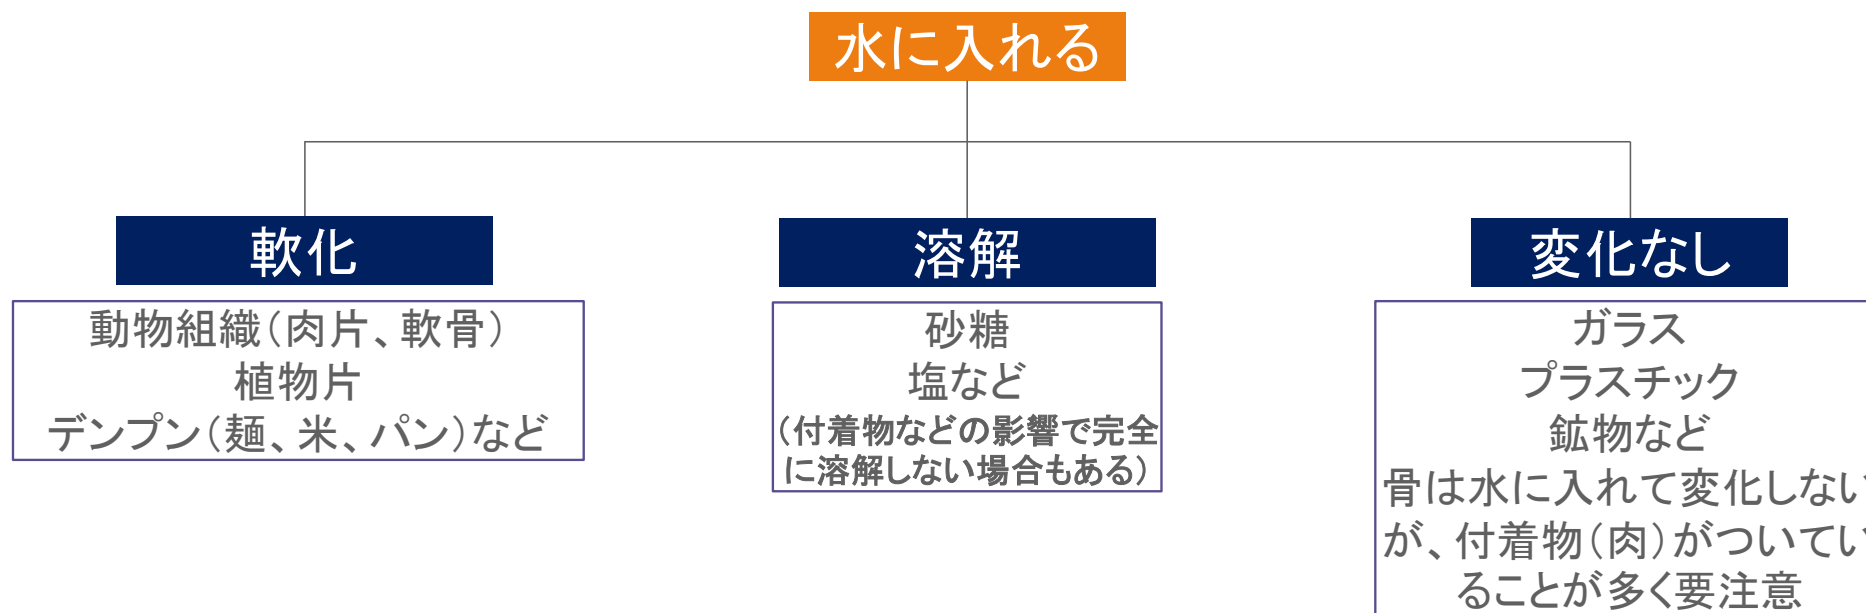 水に入れる
軟化
動物組織(肉片、軟骨)
植物片
デンプン(麺、米、パン)など
溶解
砂糖
塩など
(付着物などの影響で完全
に溶解しない場合もある)
変化なし
ガラス
プラスチック
鉱物など
骨は水に入れて変化しない
が、付着物(肉)がついてい
ることが多く要注意